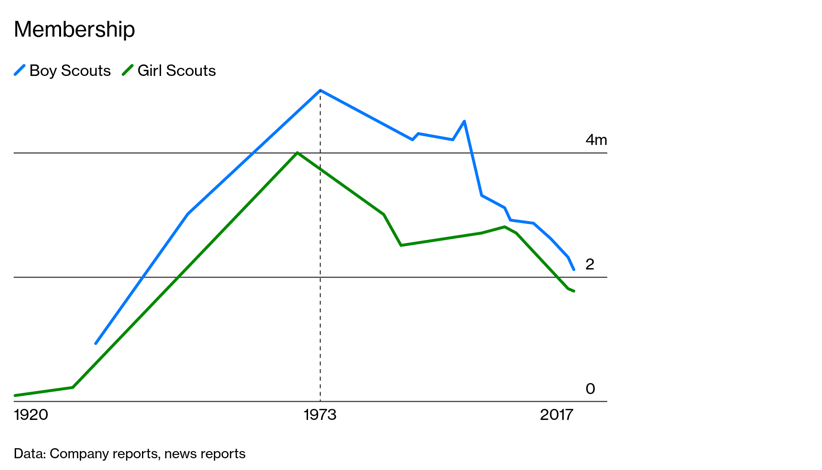 Membership
Boy Scouts Girl Scouts
4m
2
0
1920 1973 2017
Data: Company reports, news reports